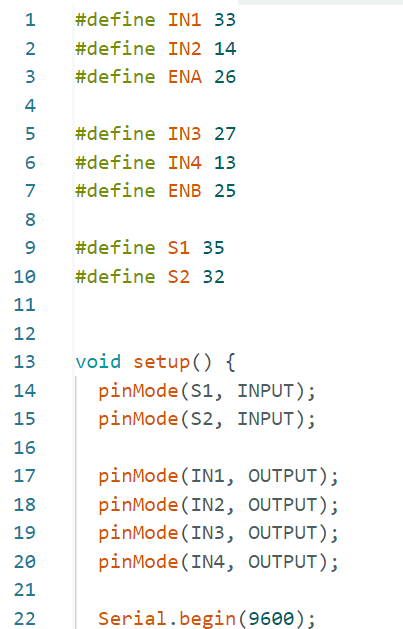 1 #define IN1 33
2 #define IN2 14
3 #define ENA 26
4
5 #define IN3 27
6 #define IN4 13
7 #define ENB 25
8
9 #define S1 35
10 #define S2 32
11
12
13 void setup() {
14 pinMode(S1, INPUT);
15 pinMode(S2, INPUT);
16
17 pinMode(IN1, OUTPUT);
18 pinMode(IN2, OUTPUT);
19 pinMode(IN3, OUTPUT);
20 pinMode(IN4, OUTPUT);
21
22 Serial.begin(9600);